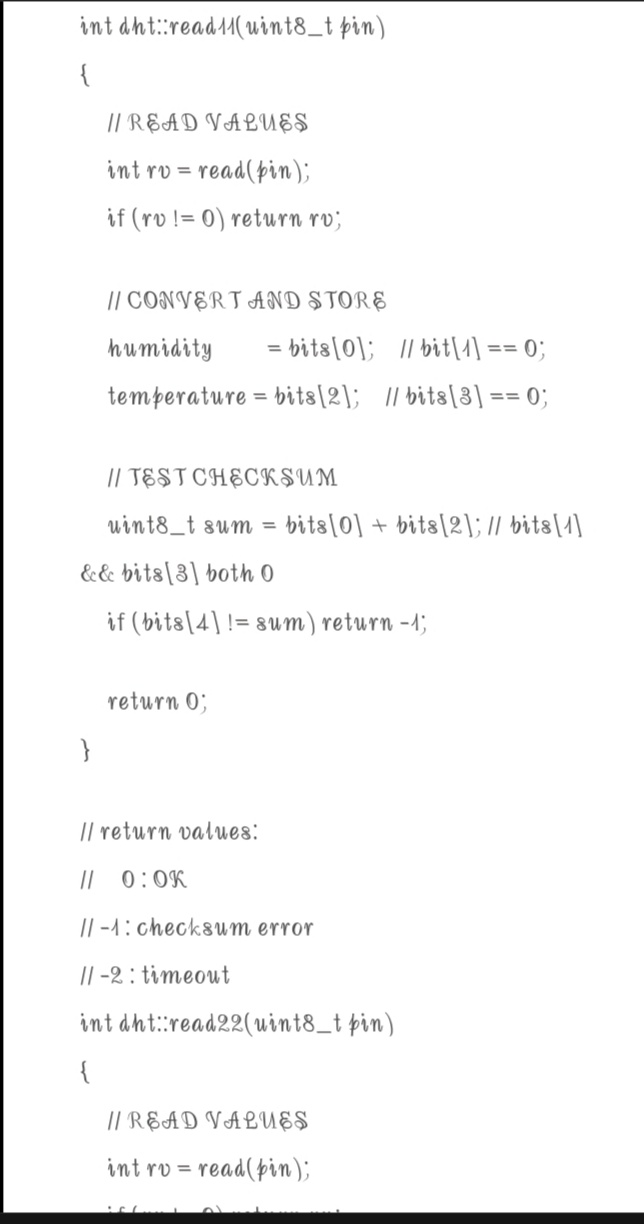 int dht::read11(uint8_t pin)
{
// READ VALUES
int rv = read(pin);
if (rv != 0) return rv;
// CONVERT AND STORE
humidity = bits[0]; // bit[1] == 0;
temperature = bits[2]; // bits[3] == 0;
// TEST CHECKSUM
uint8_t sum = bits[0] + bits[2]; // bits[1]
&& bits[3] both 0
if (bits[4] != sum) return -1;
return 0;
}
// return values:
// 0 : OK
// -1 : checksum error
// -2 : timeout
int dht::read22(uint8_t pin)
{
// READ VALUES
int rv = read(pin);